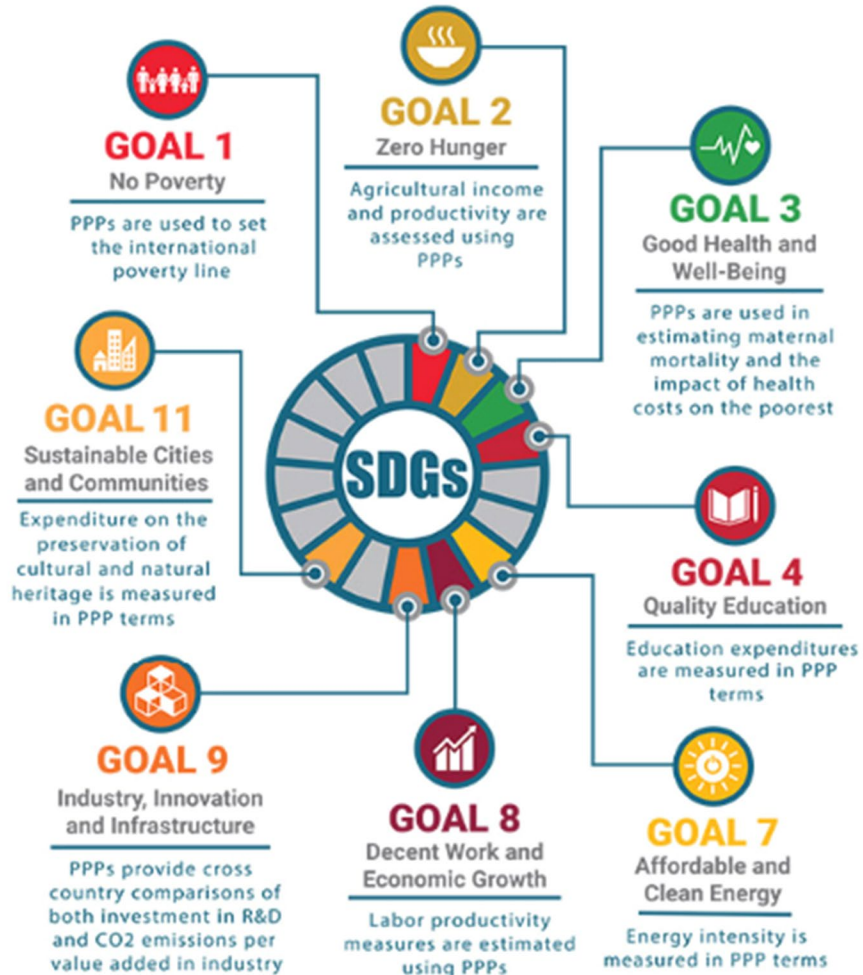 GOAL 1
No Poverty
PPPs are used to set
the international
poverty line
GOAL 2
Zero Hunger
Agricultural income
and productivity are
assessed using
PPPs
GOAL 3
Good Health and
Well-Being
PPPs are used in
estimating maternal
mortality and the
impact of health
costs on the poorest
SDGs
GOAL 11
Sustainable Cities
and Communities
Expenditure on the
preservation of
cultural and natural
heritage is measured
in PPP terms
GOAL 4
Quality Education
Education expenditures
are measured in PPP
terms
GOAL 9
Industry, Innovation
and Infrastructure
PPPs provide cross
country comparisons of
both investment in R&D
and CO2 emissions per
value added in industry
GOAL 8
Decent Work and
Economic Growth
Labor productivity
measures are estimated
using PPPs
GOAL 7
Affordable and
Clean Energy
Energy intensity is
measured in PPP terms